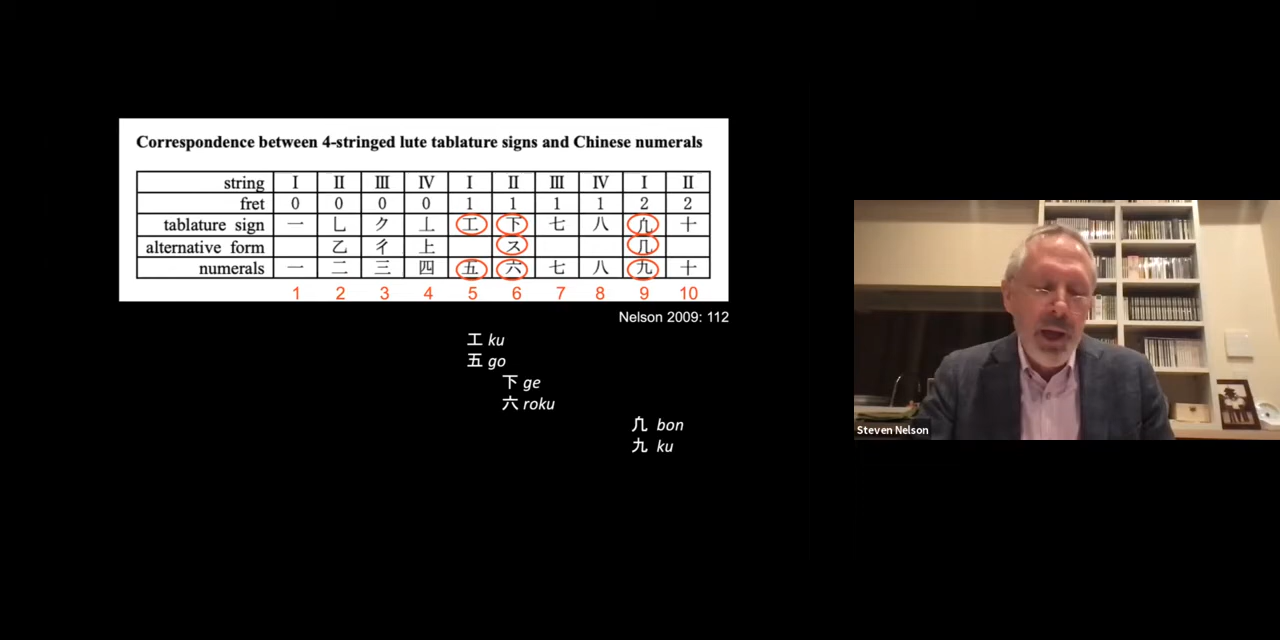 Correspondence between 4-stringed lute tablature signs and Chinese numerals
string I II III IV I II III IV I II
fret 0 0 0 0 1 1 1 1 2 2
tablature sign 一 乚 ク 丄 工 下 七 八 凢 十
alternative form 乙 彳 上 ス 几
numerals 一 二 三 四 五 六 七 八 九 十
1 2 3 4 5 6 7 8 9 10
Nelson 2009: 112
工 ku
五 go
下 ge
六 roku
凢 bon
九 ku
Steven Nelson